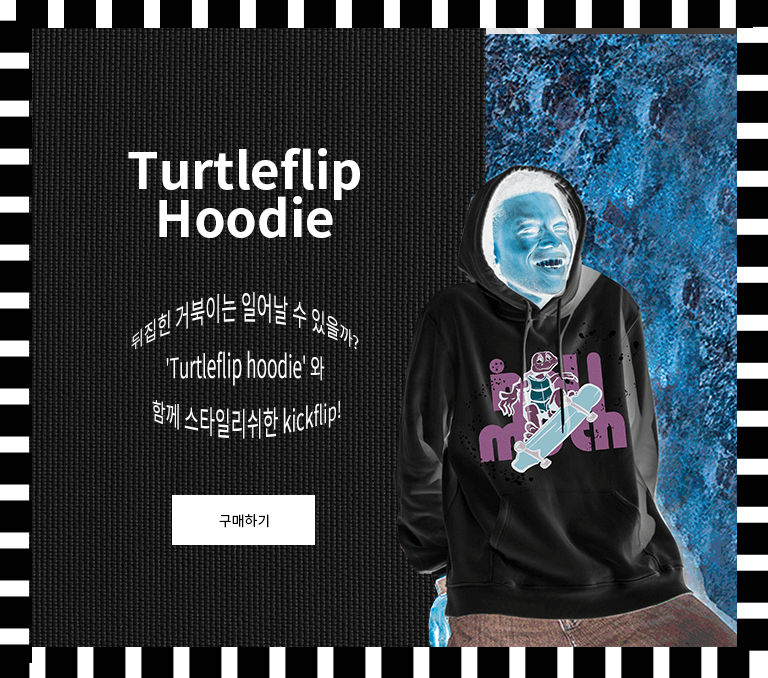 Turtleflip
Hoodie
뒤집힌 거북이는 일어날 수 있을까?
'Turtleflip hoodie' 와
함께 스타일리쉬한 kickflip!
구매하기